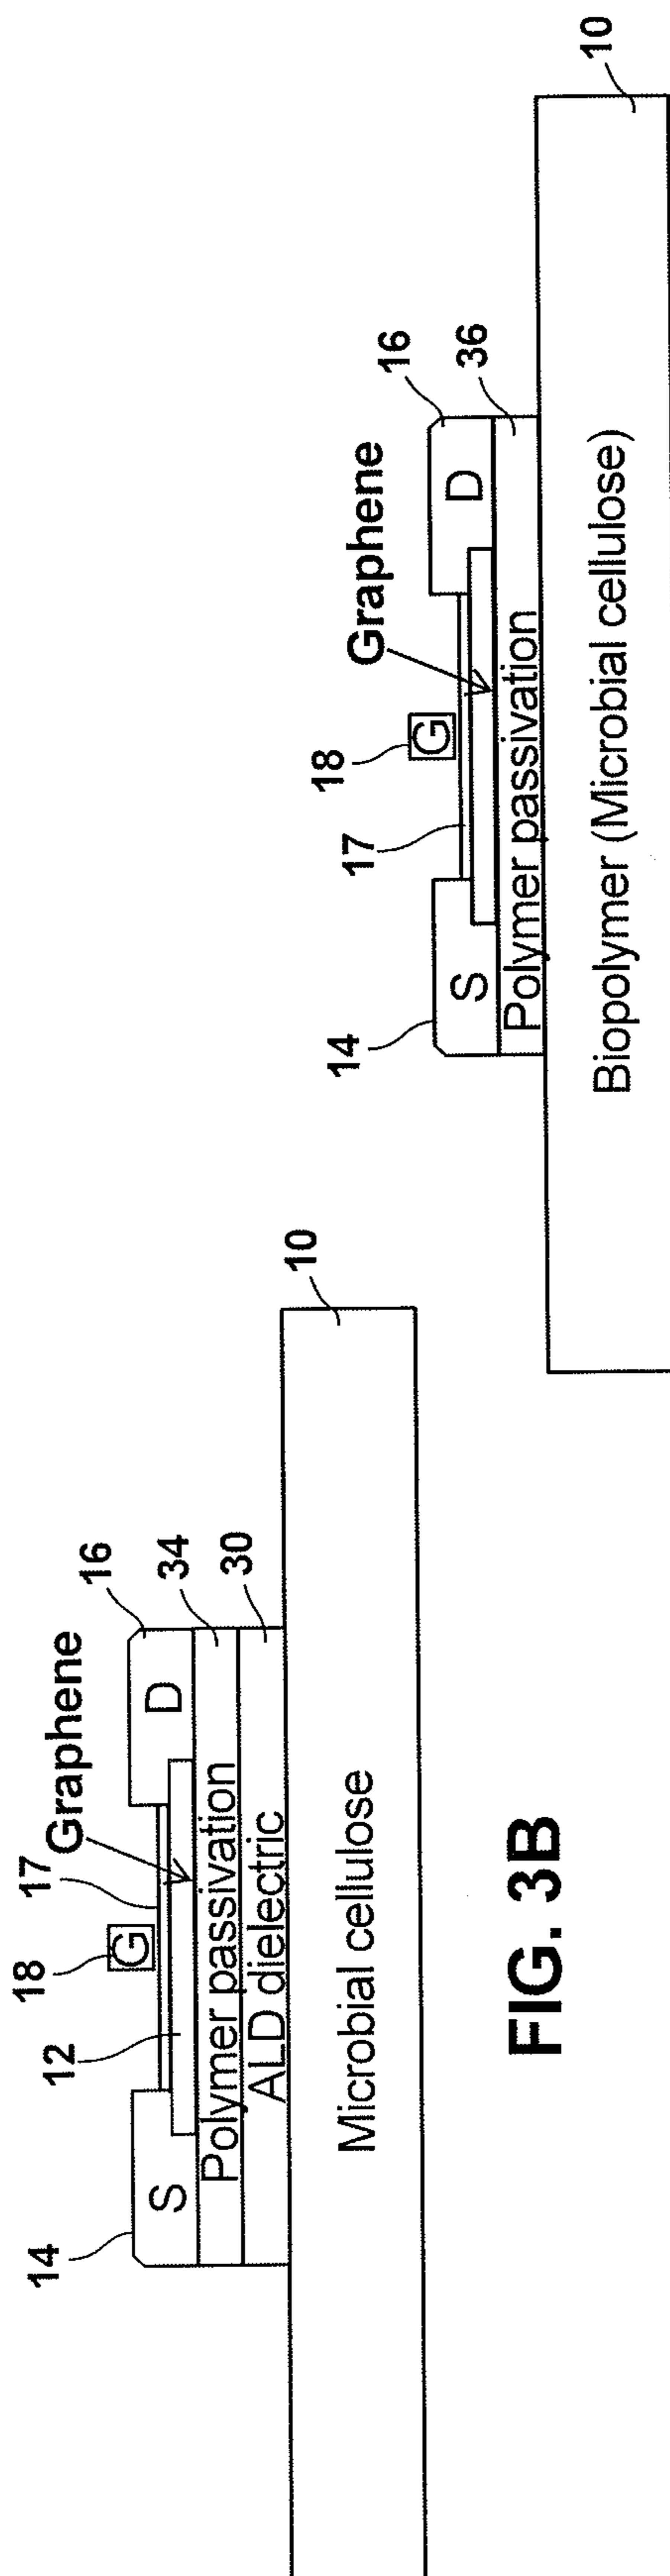 18
17
Graphene
16
12
34
14
30
G
S
D
Polymer passivation
ALD dielectric
10
Microbial cellulose
FIG. 3B
18
Graphene
16
17
36
14
G
S
D
Polymer passivation
10
Biopolymer (Microbial cellulose)